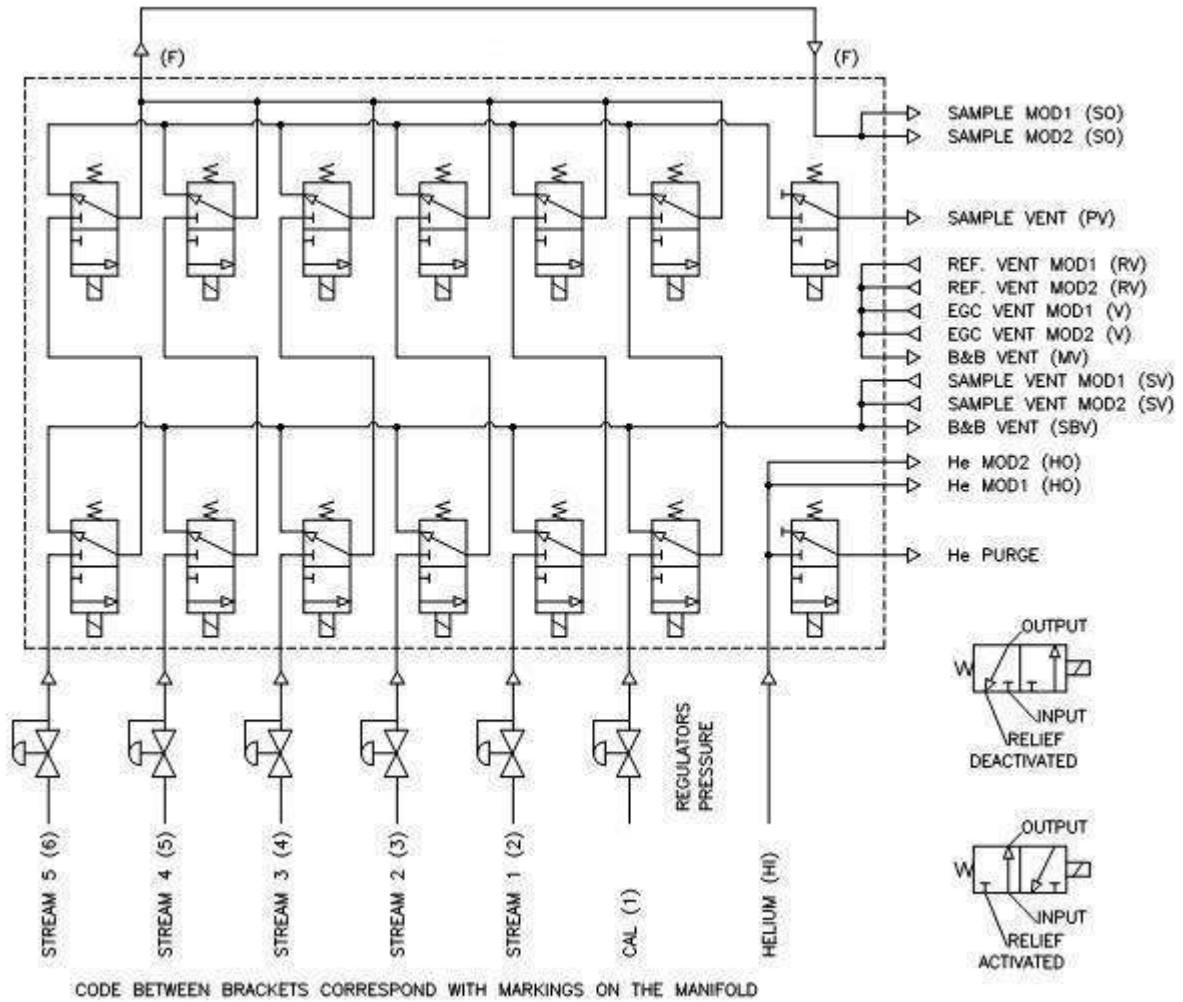 (F)
(F)
SAMPLE MOD1 (SO)
SAMPLE MOD2 (SO)
SAMPLE VENT (PV)
REF. VENT MOD1 (RV)
REF. VENT MOD2 (RV)
EGC VENT MOD1 (V)
EGC VENT MOD2 (V)
B&B VENT (MV)
SAMPLE VENT MOD1 (SV)
SAMPLE VENT MOD2 (SV)
B&B VENT (SBV)
He MOD2 (HO)
He MOD1 (HO)
He PURGE
OUTPUT
INPUT
RELIEF
DEACTIVATED
OUTPUT
INPUT
RELIEF
ACTIVATED
STREAM 5 (6)
STREAM 4 (5)
STREAM 3 (4)
STREAM 2 (3)
STREAM 1 (2)
CAL (1)
REGULATORS
PRESSURE
HELIUM (HI)
CODE BETWEEN BRACKETS CORRESPOND WITH MARKINGS ON THE MANIFOLD